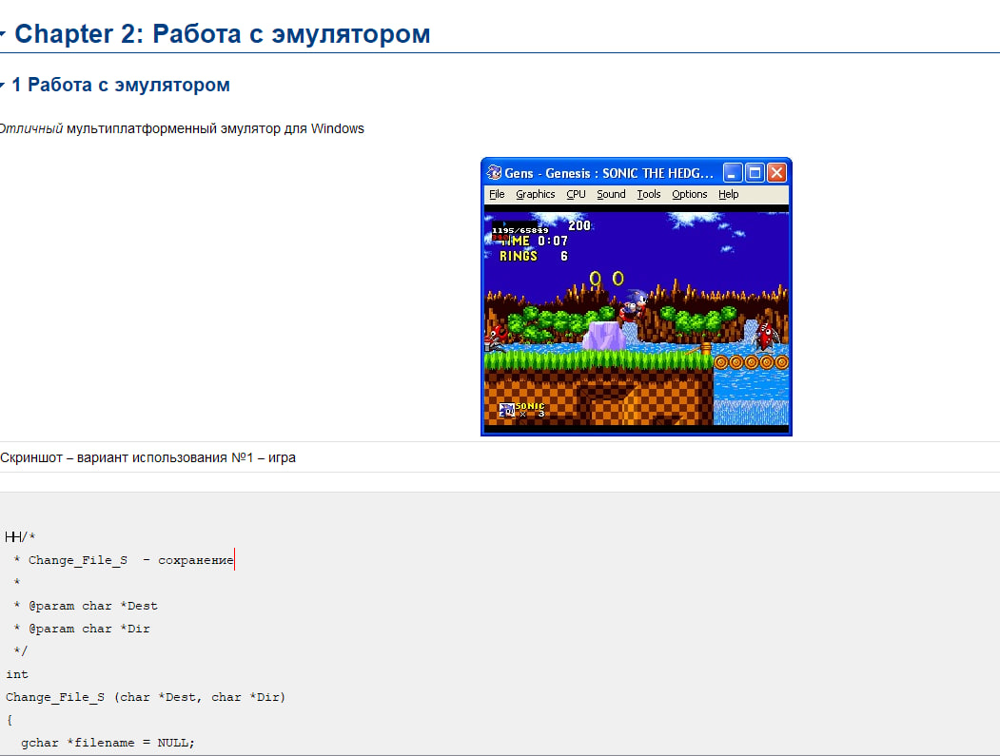 Chapter 2: Работа с эмулятором
1 Работа с эмулятором
Отличный мультиплатформенный эмулятор для Windows
Gens - Genesis : SONIC THE HEDG...
File Graphics CPU Sound Tools Options Help
200
1195/65849
TIME 0:07
RINGS 6
SONIC
× 3
Скриншот – вариант использования №1 – игра
/*
* Change_File_S - сохранение
*
* @param char *Dest
* @param char *Dir
*/
int
Change_File_S (char *Dest, char *Dir)
{
gchar *filename = NULL;